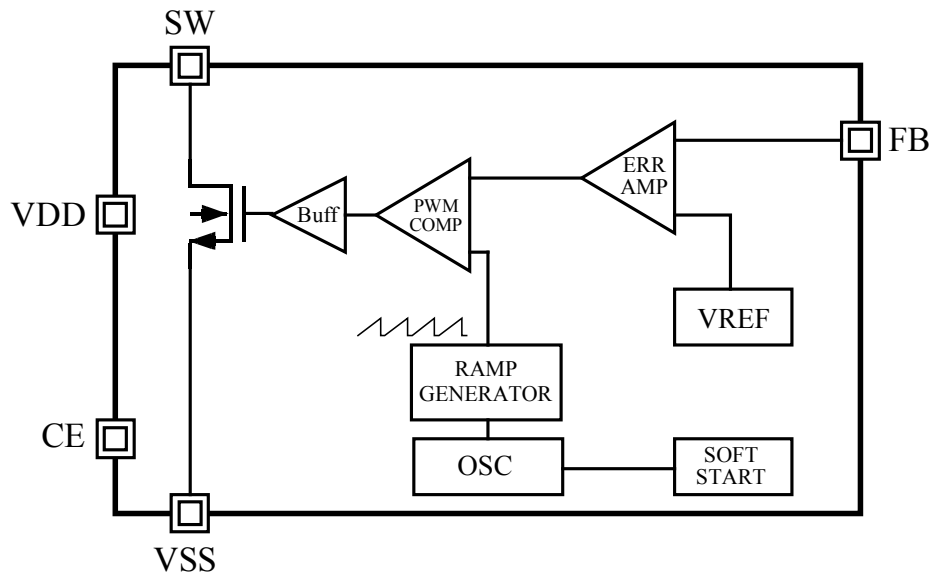 SW
FB
ERR
AMP
VDD
Buff
PWM
COMP
VREF
RAMP
GENERATOR
CE
OSC
SOFT
START
VSS